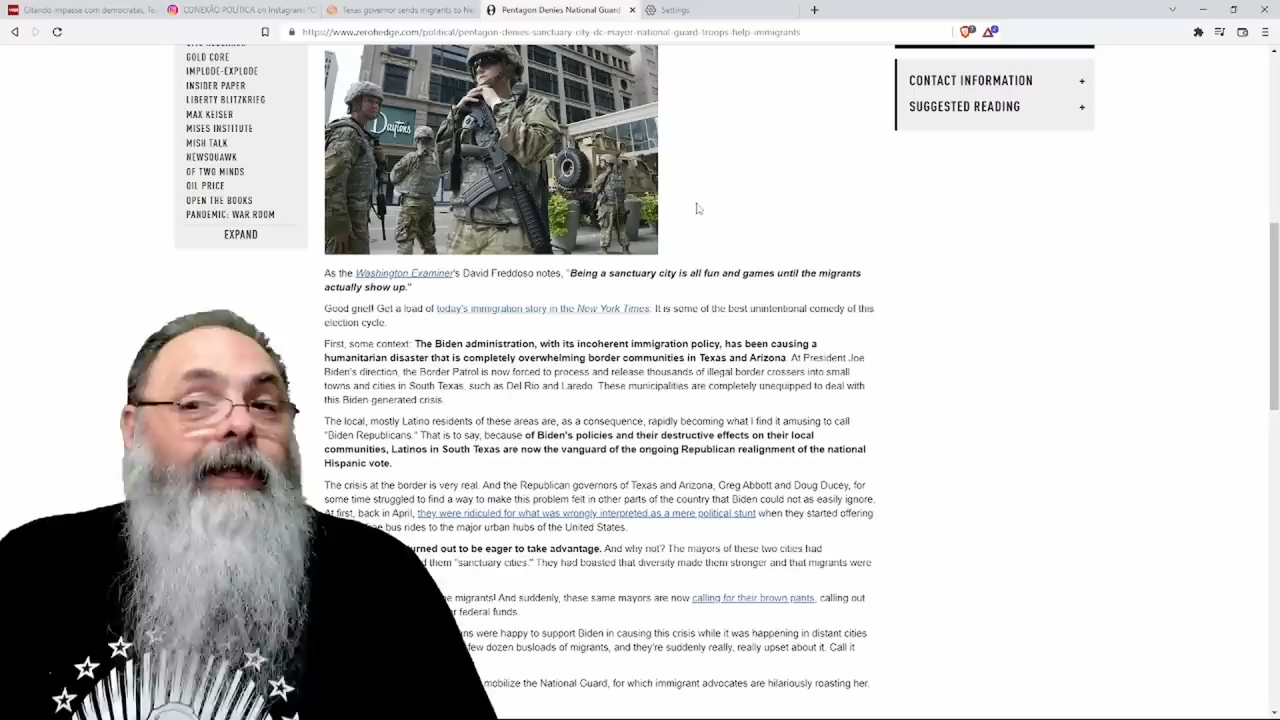 Citando impasse com democratas, fe
CONEXÃO POLÍTICA on Instagram: "C
Texas governor sends migrants to Ne
Pentagon Denies National Guard
Settings
https://www.zerohedge.com/political/pentagon-denies-sanctuary-city-dc-mayor-national-guard-troops-help-immigrants
GOLD CORE
IMPLODE-EXPLODE
INSIDER PAPER
LIBERTY BLITZKRIEG
MAX KEISER
MISES INSTITUTE
MISH TALK
NEWSQUAWK
OF TWO MINDS
OIL PRICE
OPEN THE BOOKS
PANDEMIC: WAR ROOM
EXPAND
Dayton's
CONTACT INFORMATION +
SUGGESTED READING +
As the Washington Examiner's David Freddoso notes, "Being a sanctuary city is all fun and games until the migrants
actually show up."
Good grief! Get a load of today's immigration story in the New York Times. It is some of the best unintentional comedy of this
election cycle.
First, some context: The Biden administration, with its incoherent immigration policy, has been causing a
humanitarian disaster that is completely overwhelming border communities in Texas and Arizona. At President Joe
Biden's direction, the Border Patrol is now forced to process and release thousands of illegal border crossers into small
towns and cities in South Texas, such as Del Rio and Laredo. These municipalities are completely unequipped to deal with
this Biden-generated crisis.
The local, mostly Latino residents of these areas are, as a consequence, rapidly becoming what I find it amusing to call
"Biden Republicans." That is to say, because of Biden's policies and their destructive effects on their local
communities, Latinos in South Texas are now the vanguard of the ongoing Republican realignment of the national
Hispanic vote.
The crisis at the border is very real. And the Republican governors of Texas and Arizona, Greg Abbott and Doug Ducey, for
some time struggled to find a way to make this problem felt in other parts of the country that Biden could not as easily ignore.
At first, back in April, they were ridiculed for what was wrongly interpreted as a mere political stunt when they started offering
bus rides to the major urban hubs of the United States.
turned out to be eager to take advantage. And why not? The mayors of these two cities had
them "sanctuary cities." They had boasted that diversity made them stronger and that migrants were
migrants! And suddenly, these same mayors are now calling for their brown pants, calling out
federal funds.
were happy to support Biden in causing this crisis while it was happening in distant cities
few dozen busloads of migrants, and they're suddenly really, really upset about it. Call it
mobilize the National Guard, for which immigrant advocates are hilariously roasting her.